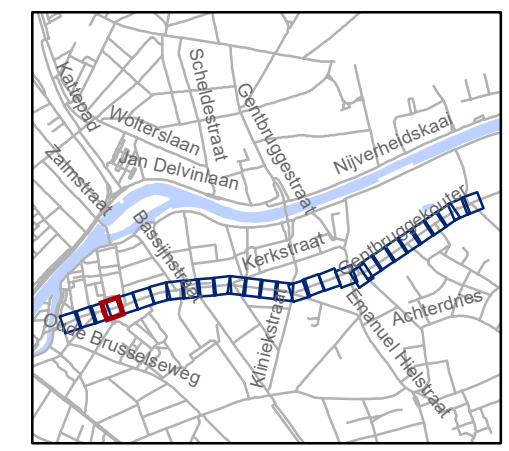 Kattepad
Scheldestraat
Gentbruggestraat
Wolterslaan
Nijverheidskaai
Jan Delvinlaan
Zalmstraat
Bassijnstraat
Gentbruggekouter
Kerkstraat
Achterdries
Oude Brusselseweg
Kliniekstraat
Emanuel Hielstraat